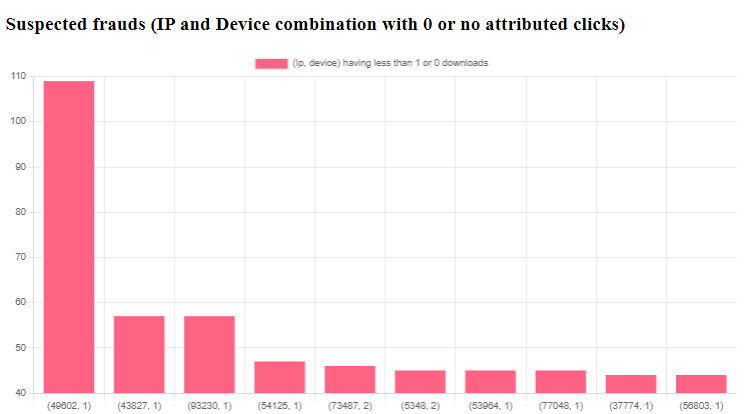 Suspected frauds (IP and Device combination with 0 or no attributed clicks)
(Ip, device) having less than 1 or 0 downloads
110
100
90
80
70
60
50
40
(49602, 1) (43827, 1) (93230, 1) (54125, 1) (73487, 2) (5348, 2) (53964, 1) (77048, 1) (37774, 1) (56803, 1)